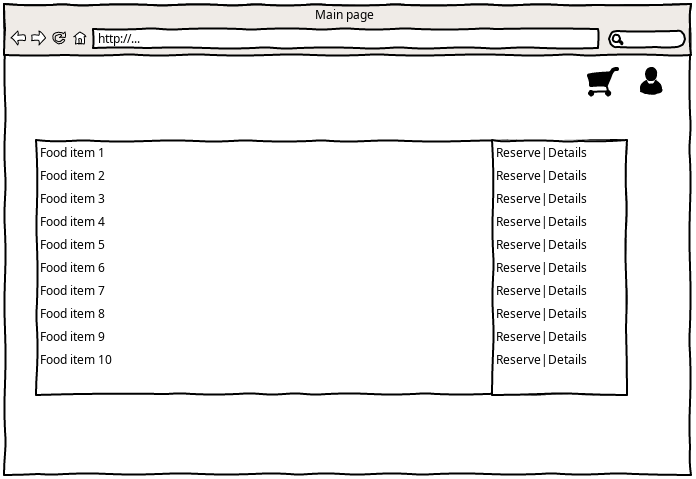 Main page
http://...
Food item 1 Reserve|Details
Food item 2 Reserve|Details
Food item 3 Reserve|Details
Food item 4 Reserve|Details
Food item 5 Reserve|Details
Food item 6 Reserve|Details
Food item 7 Reserve|Details
Food item 8 Reserve|Details
Food item 9 Reserve|Details
Food item 10 Reserve|Details